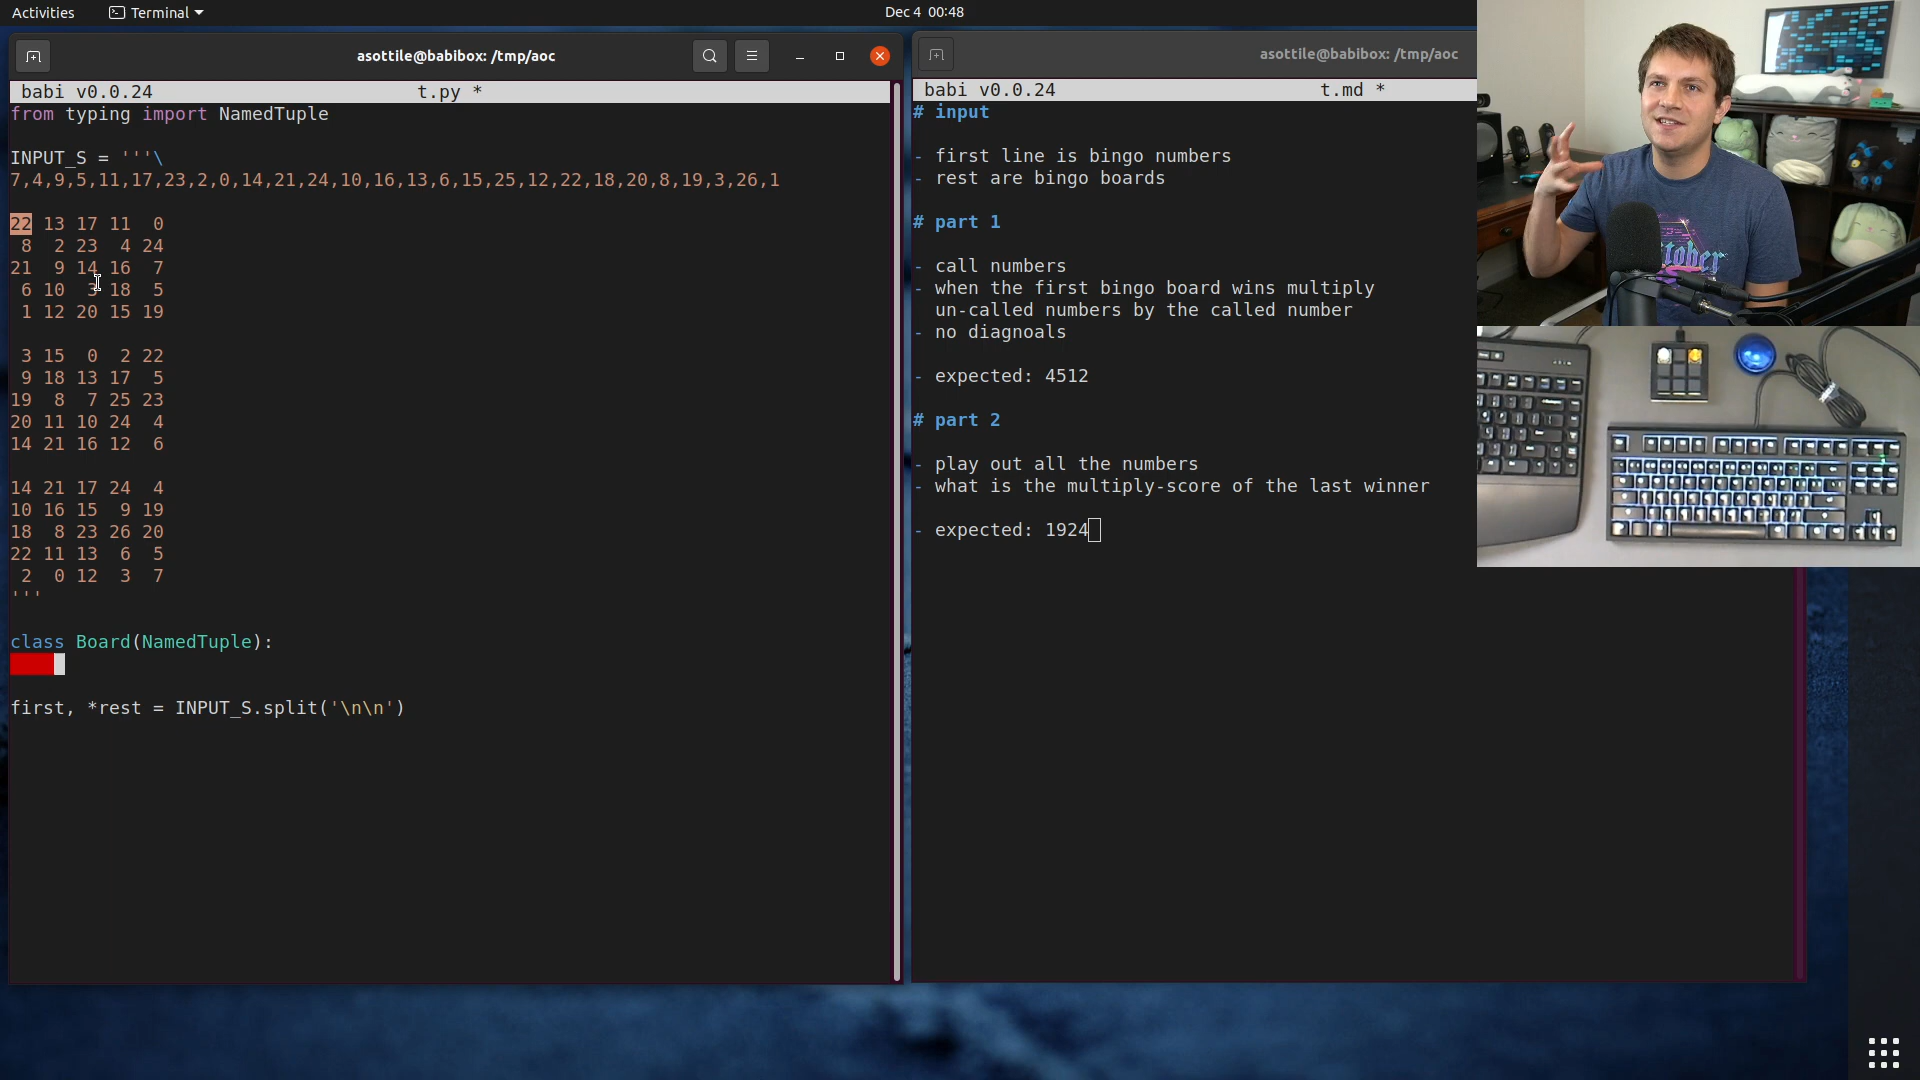 Activities
Terminal
Dec 4 00:48
asottile@babibox: /tmp/aoc
babi v0.0.24 t.py *
from typing import NamedTuple
INPUT_S = '''\
7,4,9,5,11,17,23,2,0,14,21,24,10,16,13,6,15,25,12,22,18,20,8,19,3,26,1
22 13 17 11  0
 8  2 23  4 24
21  9 14 16  7
 6 10  3 18  5
 1 12 20 15 19
 3 15  0  2 22
 9 18 13 17  5
19  8  7 25 23
20 11 10 24  4
14 21 16 12  6
14 21 17 24  4
10 16 15  9 19
18  8 23 26 20
22 11 13  6  5
 2  0 12  3  7
'''
class Board(NamedTuple):
first, *rest = INPUT_S.split('\n\n')
asottile@babibox: /tmp/aoc
babi v0.0.24 t.md *
# input
- first line is bingo numbers
- rest are bingo boards
# part 1
- call numbers
- when the first bingo board wins multiply
un-called numbers by the called number
- no diagnoals
- expected: 4512
# part 2
- play out all the numbers
- what is the multiply-score of the last winner
- expected: 1924